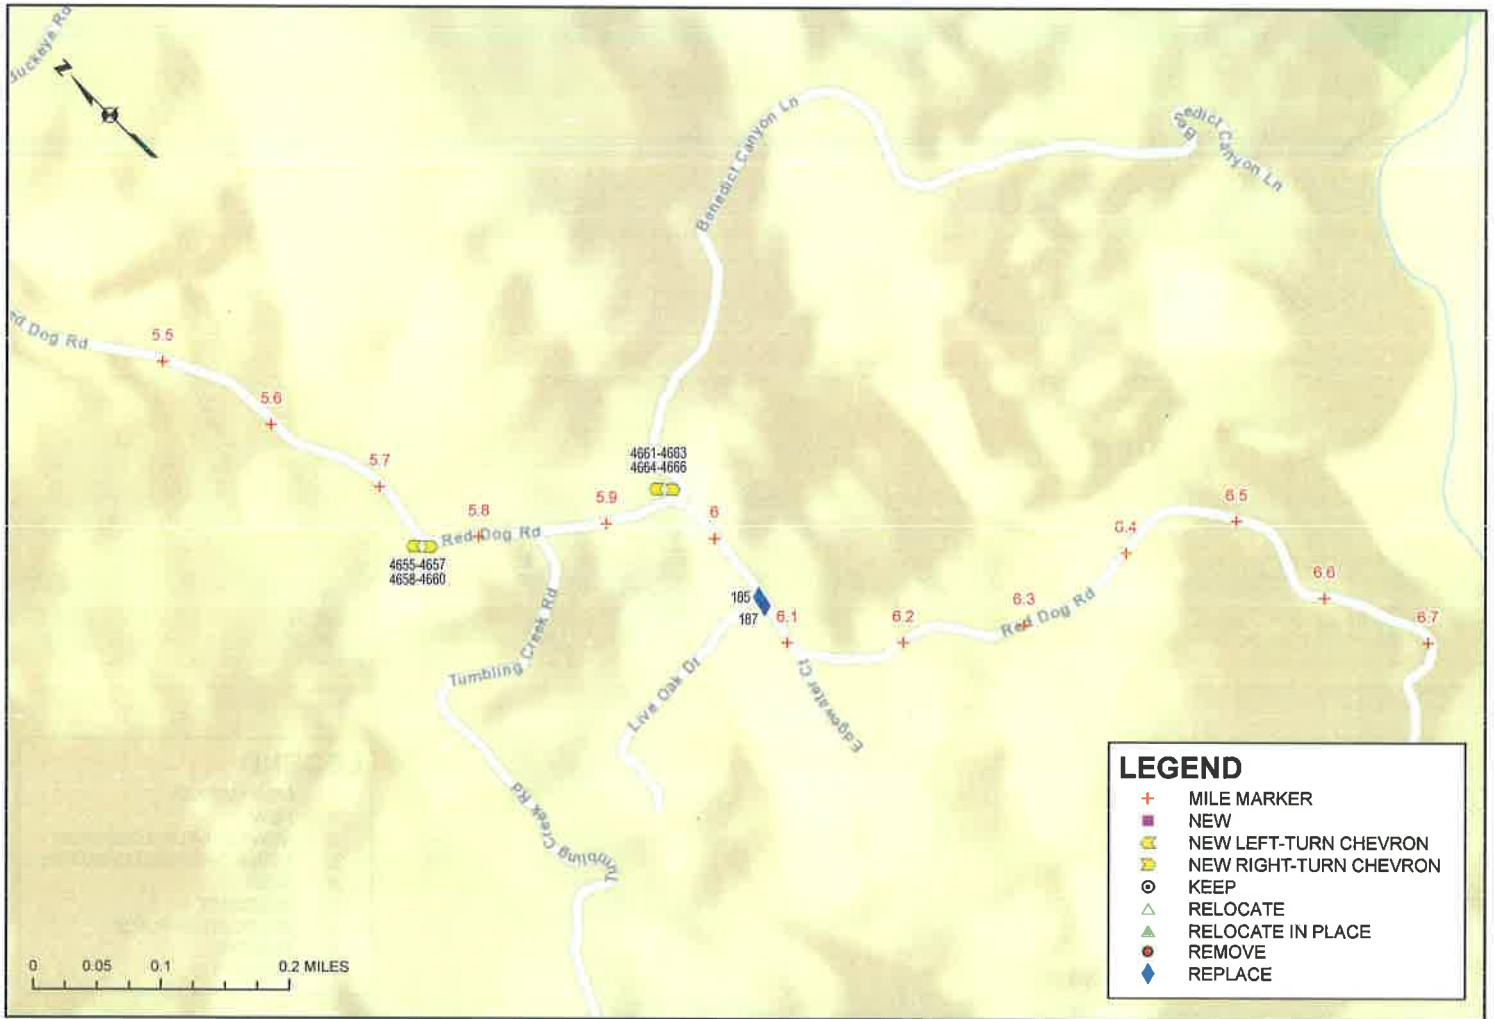 Buckeye Rd
N
Benedict Canyon Ln
edict Canyon Ln
Be
ed Dog Rd
5.5
5.6
5.7
5.8
5.9
6
6.1
6.2
6.3
6.4
6.5
6.6
6.7
4661-4663
4664-4666
Red Dog Rd
4655-4657
4658-4660
185
187
Red Dog Rd
Tumbling Creek Rd
Live Oak Dr
Edgewater Ct
Tumbling Creek Rd
0 0.05 0.1 0.2 MILES
LEGEND
MILE MARKER
NEW
NEW LEFT-TURN CHEVRON
NEW RIGHT-TURN CHEVRON
KEEP
RELOCATE
RELOCATE IN PLACE
REMOVE
REPLACE